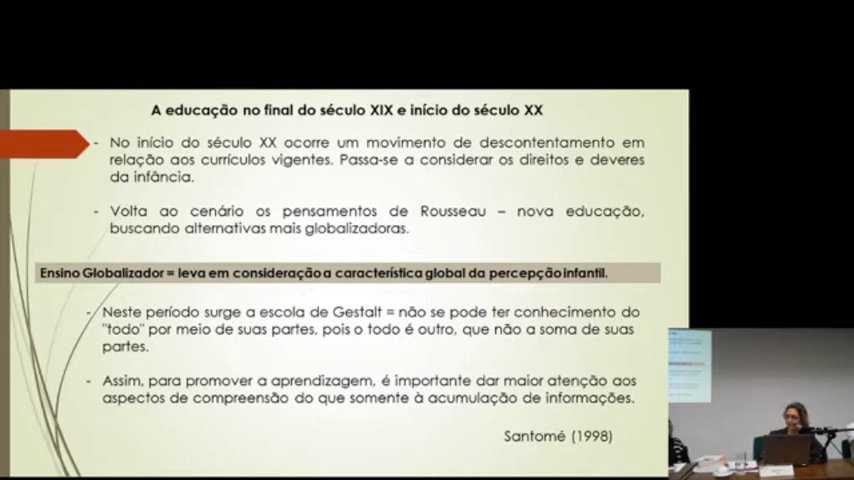 A educação no final do século XIX e início do século XX
- No início do século XX ocorre um movimento de descontentamento em
relação aos currículos vigentes. Passa-se a considerar os direitos e deveres
da infância.
- Volta ao cenário os pensamentos de Rousseau – nova educação,
buscando alternativas mais globalizadoras.
Ensino Globalizador = leva em consideração a característica global da percepção infantil.
- Neste período surge a escola de Gestalt = não se pode ter conhecimento do
"todo" por meio de suas partes, pois o todo é outro, que não a soma de suas
partes.
- Assim, para promover a aprendizagem, é importante dar maior atenção aos
aspectos de compreensão do que somente à acumulação de informações.
Santomé (1998)